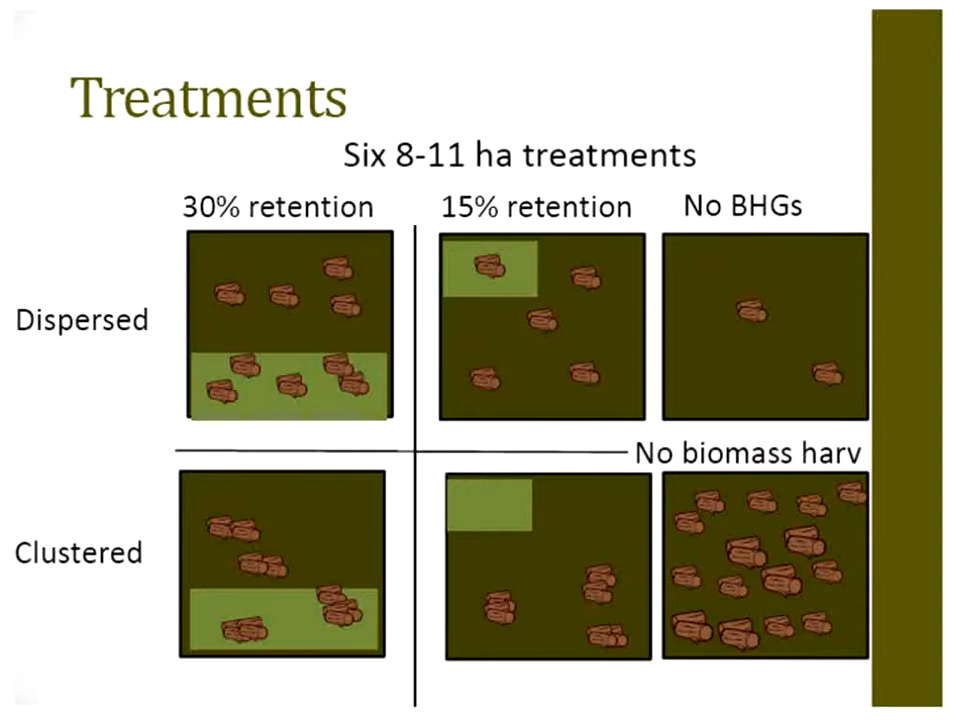 Treatments
Six 8-11 ha treatments
30% retention
15% retention
No BHGs
Dispersed
No biomass harv
Clustered